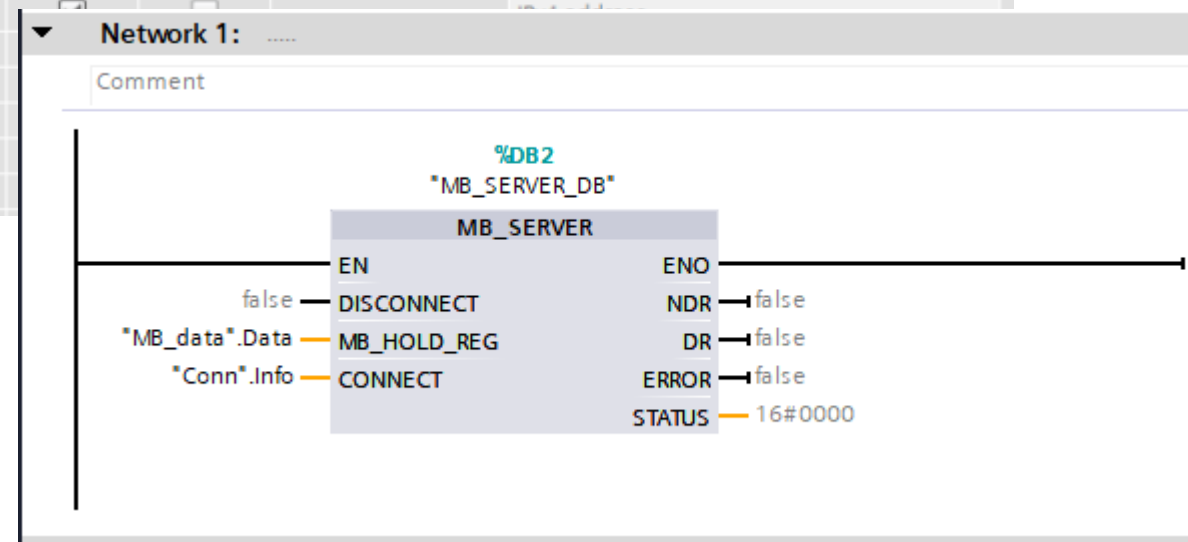 Network 1: .....
Comment
%DB2
"MB_SERVER_DB"
MB_SERVER
EN ENO
false DISCONNECT NDR false
"MB_data".Data MB_HOLD_REG DR false
"Conn".Info CONNECT ERROR false
STATUS 16#0000